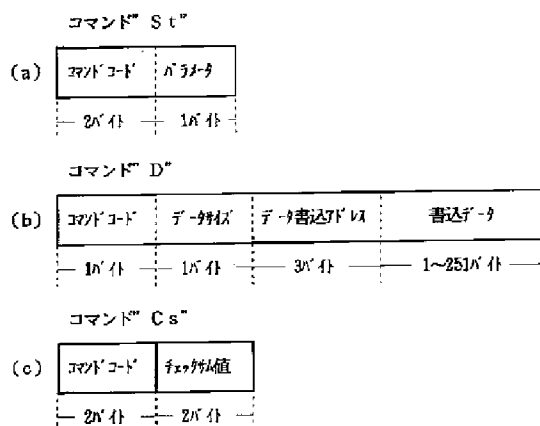 コマンド" St"
(a) コマンドコード パラメータ
2バイト 1バイト
コマンド" D"
(b) コマンドコード データサイズ データ書込アドレス 書込データ
1バイト 1バイト 3バイト 1~251バイト
コマンド" Cs"
(c) コマンドコード チェックサム値
2バイト 2バイト